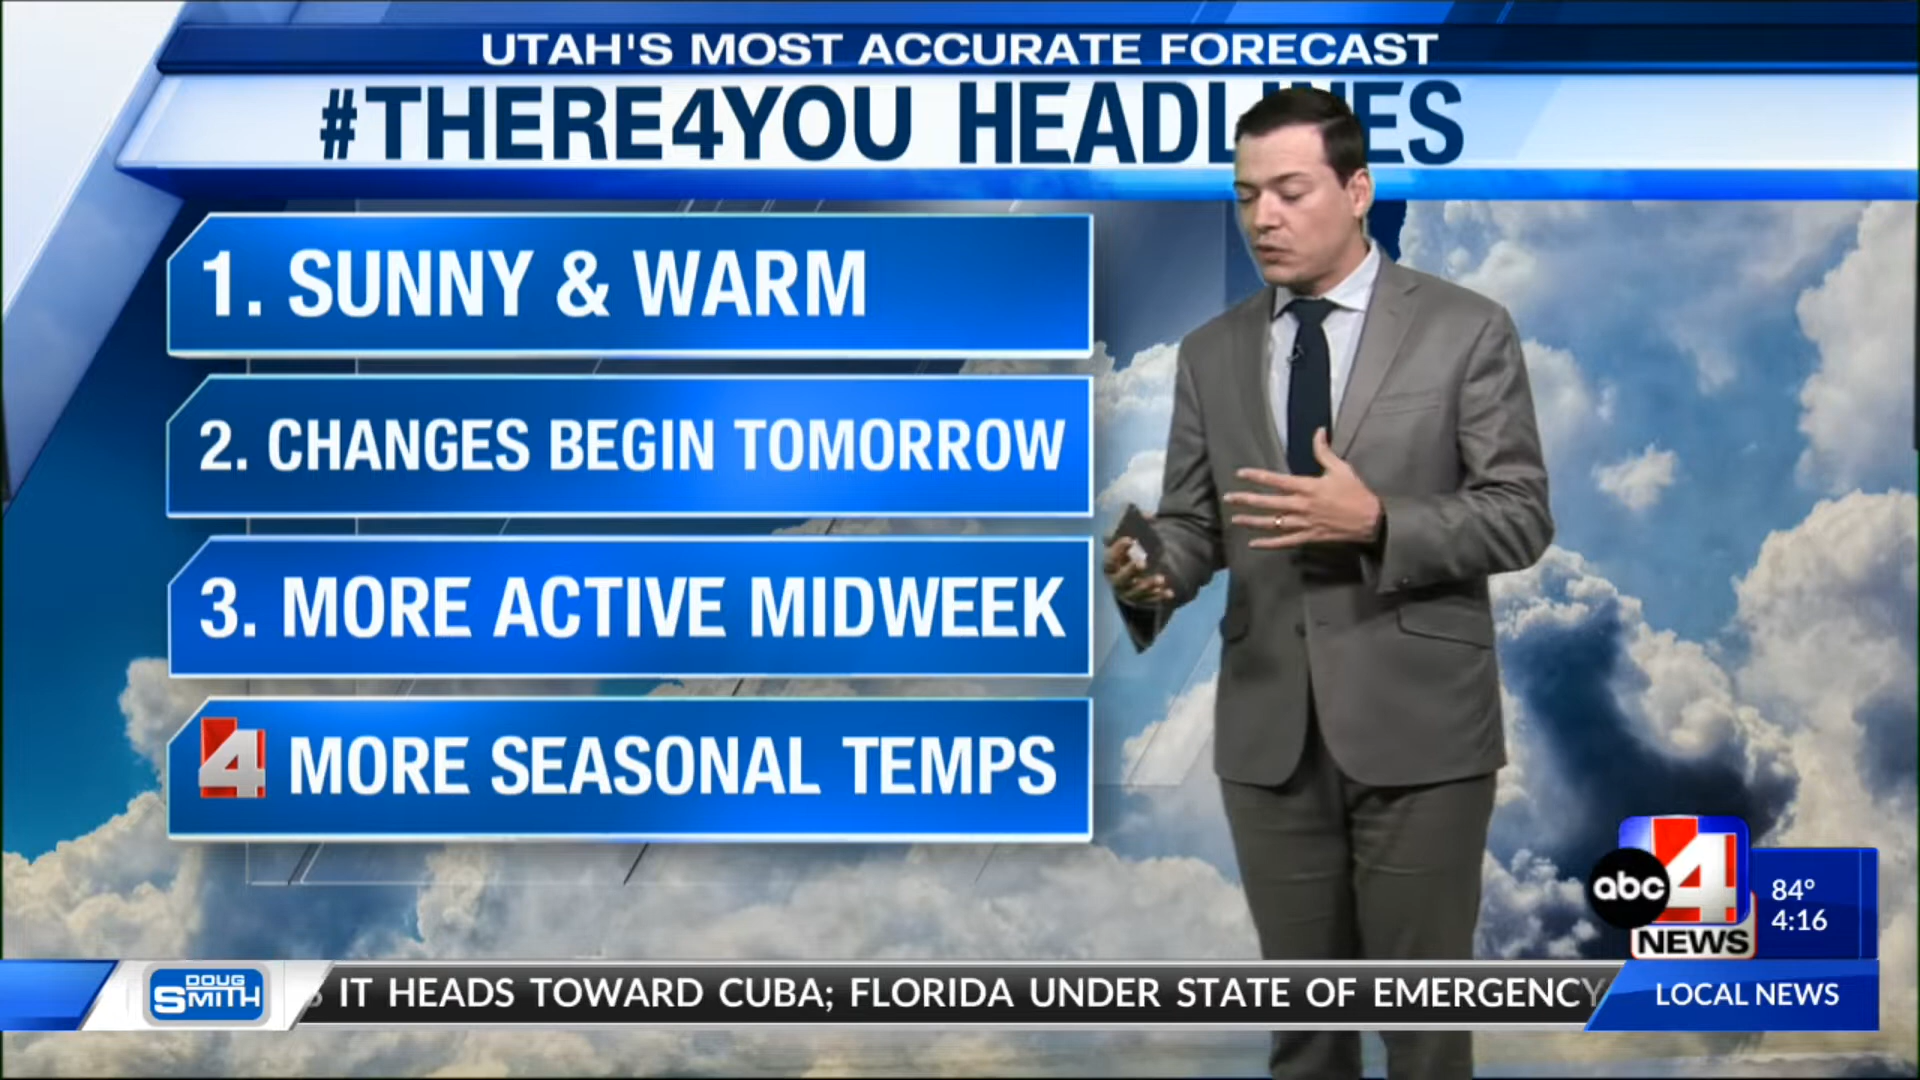 UTAH'S MOST ACCURATE FORECAST
#THERE4YOU
1. SUNNY & WARM
2. CHANGES BEGIN TOMORROW
3. MORE ACTIVE MIDWEEK
4 MORE SEASONAL TEMPS
abc 4
NEWS
84°
4:16
DOUG
SMITH
IT HEADS TOWARD CUBA; FLORIDA UNDER STATE OF EMERGENCY
LOCAL NEWS